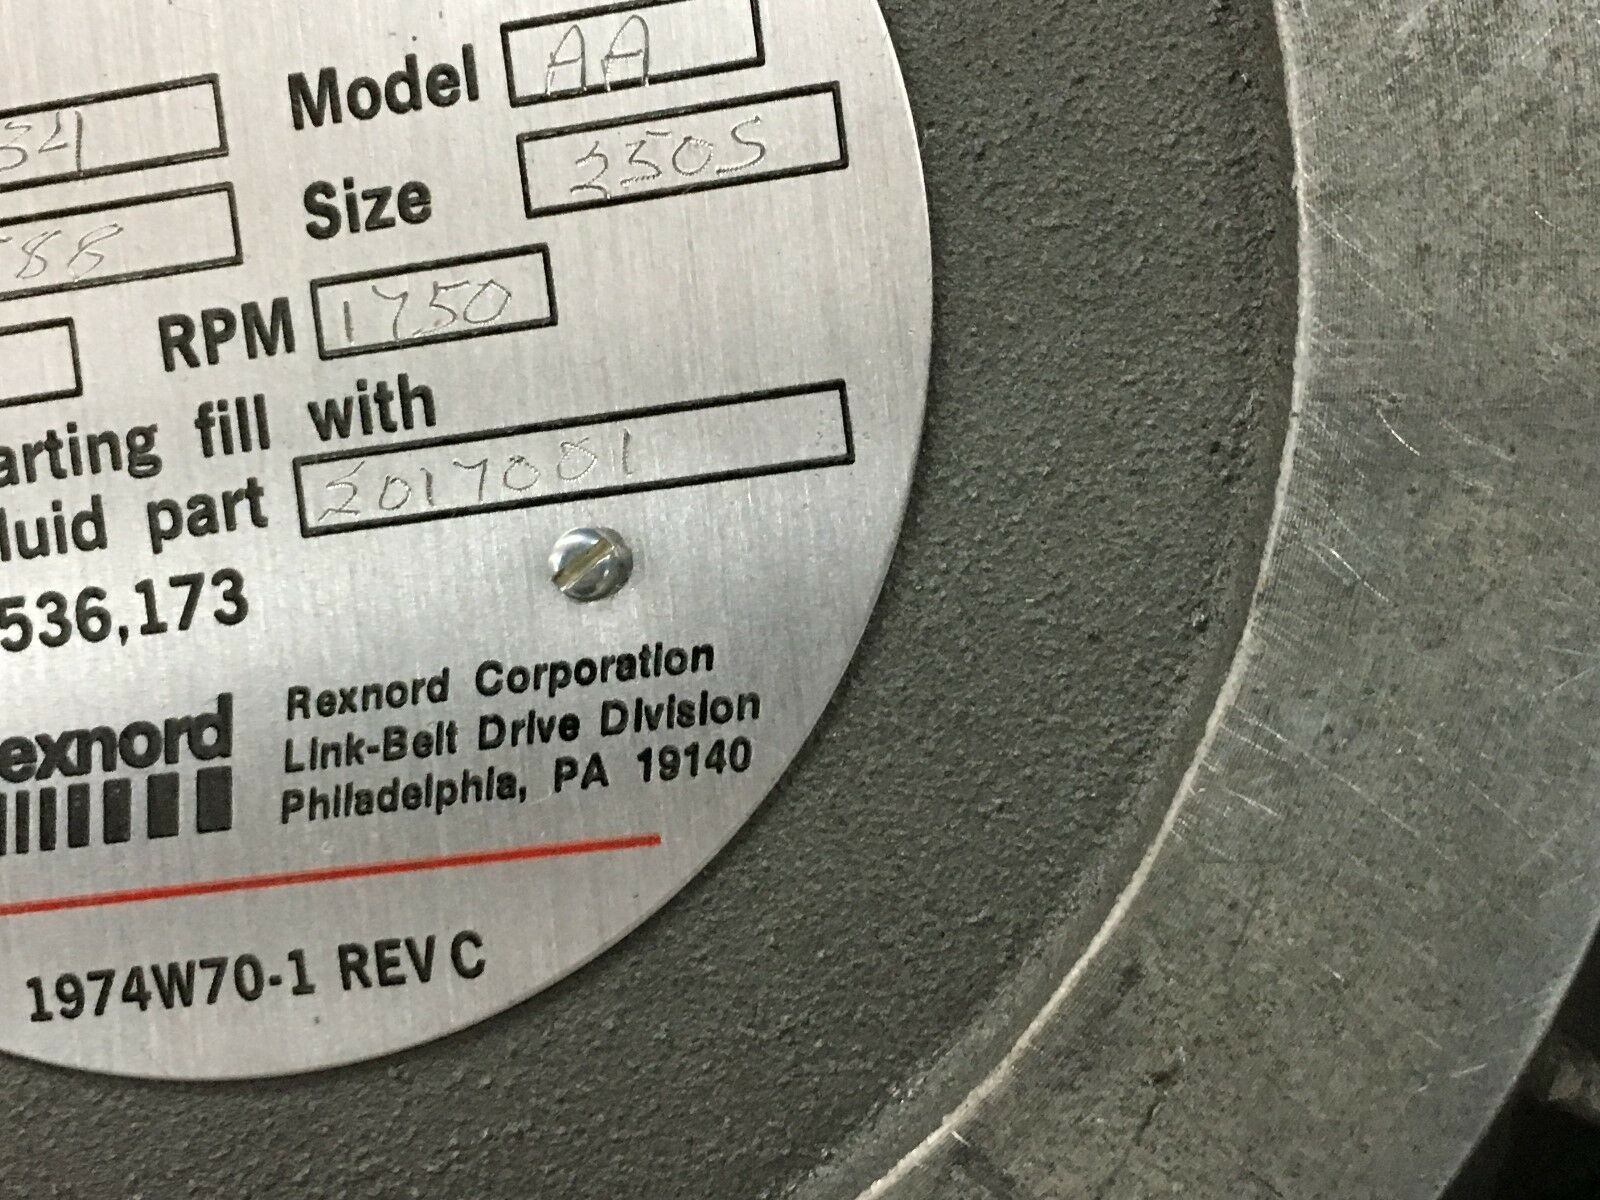 Model AA
34
Size 2505
88
RPM 1750
arting fill with
luid part 2017001
536,173
exnord
Rexnord Corporation
Link-Belt Drive Division
Philadelphia, PA 19140
1974W70-1 REV C